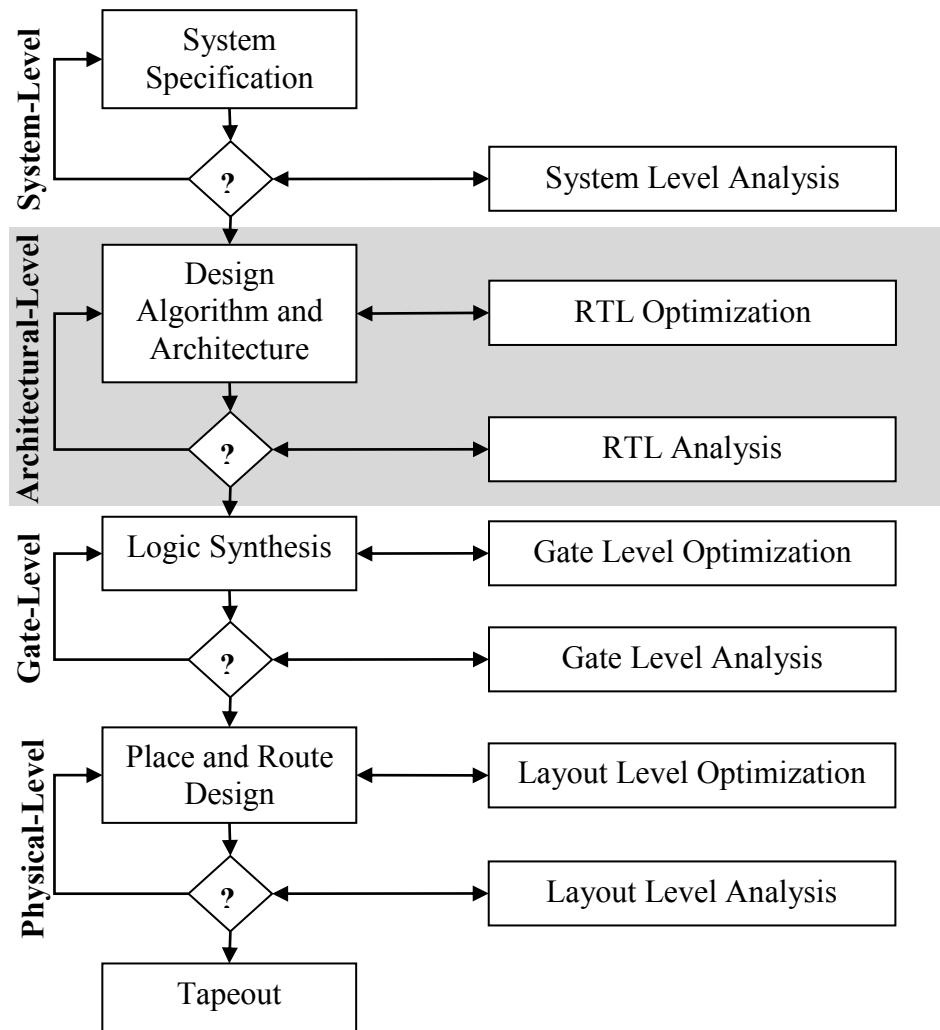 System-Level
System
Specification
?
System Level Analysis
Architectural-Level
Design
Algorithm and
Architecture
RTL Optimization
?
RTL Analysis
Gate-Level
Logic Synthesis
Gate Level Optimization
?
Gate Level Analysis
Physical-Level
Place and Route
Design
Layout Level Optimization
?
Layout Level Analysis
Tapeout